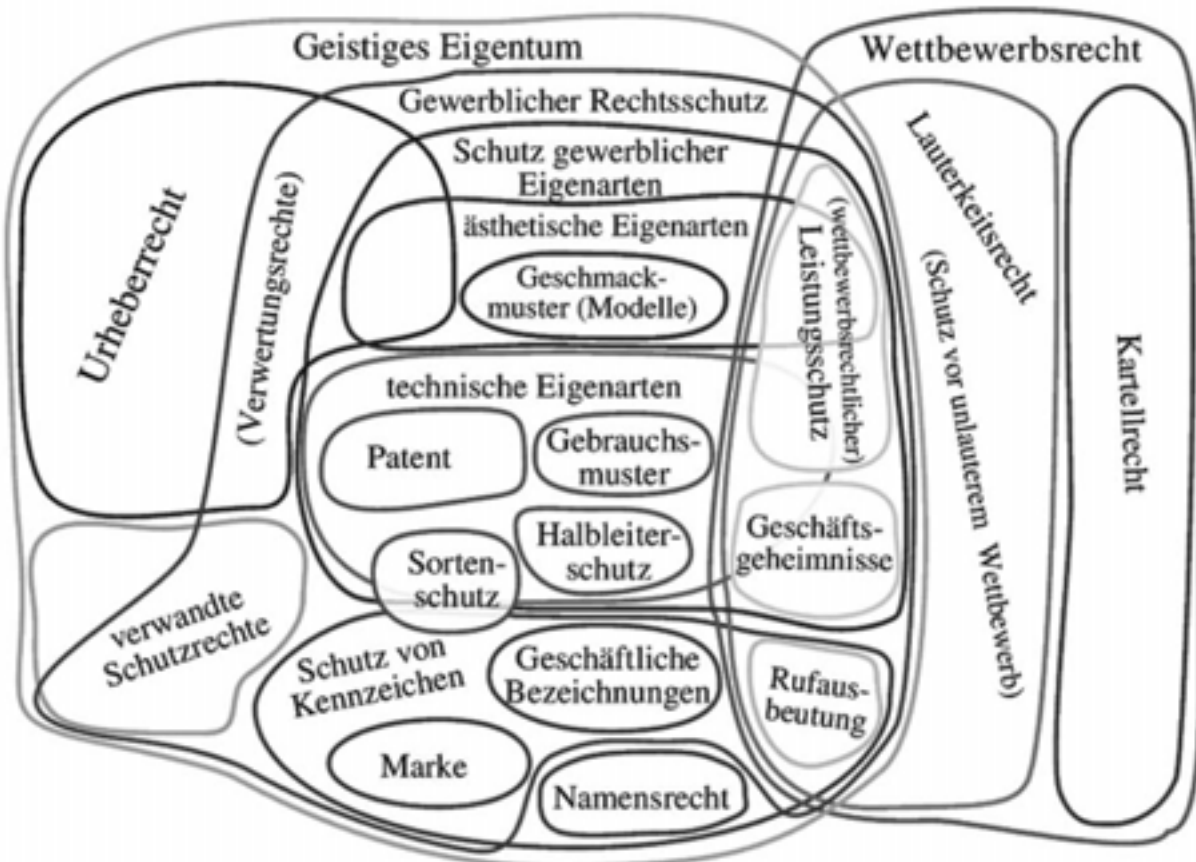 Geistiges Eigentum
Wettbewerbsrecht
Gewerblicher Rechtsschutz
Schutz gewerblicher
Eigenarten
ästhetische Eigenarten
Geschmack-
muster (Modelle)
Urheberrecht
(Verwertungsrechte)
(wettbewerbsrechtlicher)
Leistungsschutz
Lauterkeitsrecht
(Schutz vor unlauterem Wettbewerb)
Kartellrecht
technische Eigenarten
Patent
Gebrauchs-
muster
Halbleiter-
schutz
Sorten-
schutz
Geschäfts-
geheimnisse
verwandte
Schutzrechte
Schutz von
Kennzeichen
Geschäftliche
Bezeichnungen
Rufaus-
beutung
Marke
Namensrecht